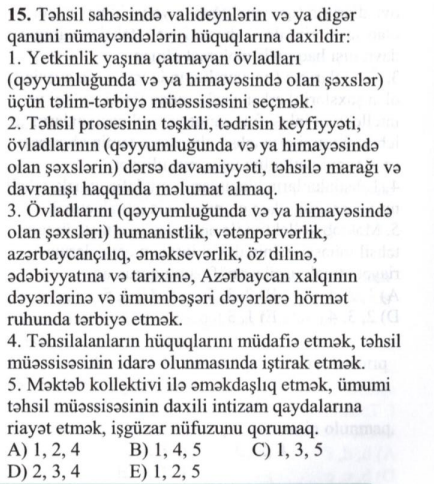 15. Təhsil sahəsində valideynlərin və ya digər
qanuni nümayəndələrin hüquqlarına daxildir:
1. Yetkinlik yaşına çatmayan övladları
(qəyyumluğunda və ya himayəsində olan şəxslər)
üçün təlim-tərbiyə müəssisəsini seçmək.
2. Təhsil prosesinin təşkili, tədrisin keyfiyyəti,
övladlarının (qəyyumluğunda və ya himayəsində
olan şəxslərin) dərsə davamiyyəti, təhsilə marağı və
davranışı haqqında məlumat almaq.
3. Övladlarını (qəyyumluğunda və ya himayəsində
olan şəxsləri) humanistlik, vətənpərvərlik,
azərbaycançılıq, əməksevərlik, öz dilinə,
ədəbiyyatına və tarixinə, Azərbaycan xalqının
dəyərlərinə və ümumbəşəri dəyərlərə hörmət
ruhunda tərbiyə etmək.
4. Təhsilalanların hüquqlarını müdafiə etmək, təhsil
müəssisəsinin idarə olunmasında iştirak etmək.
5. Məktəb kollektivi ilə əməkdaşlıq etmək, ümumi
təhsil müəssisəsinin daxili intizam qaydalarına
riayət etmək, işgüzar nüfuzunu qorumaq.
A) 1, 2, 4 B) 1, 4, 5 C) 1, 3, 5
D) 2, 3, 4 E) 1, 2, 5